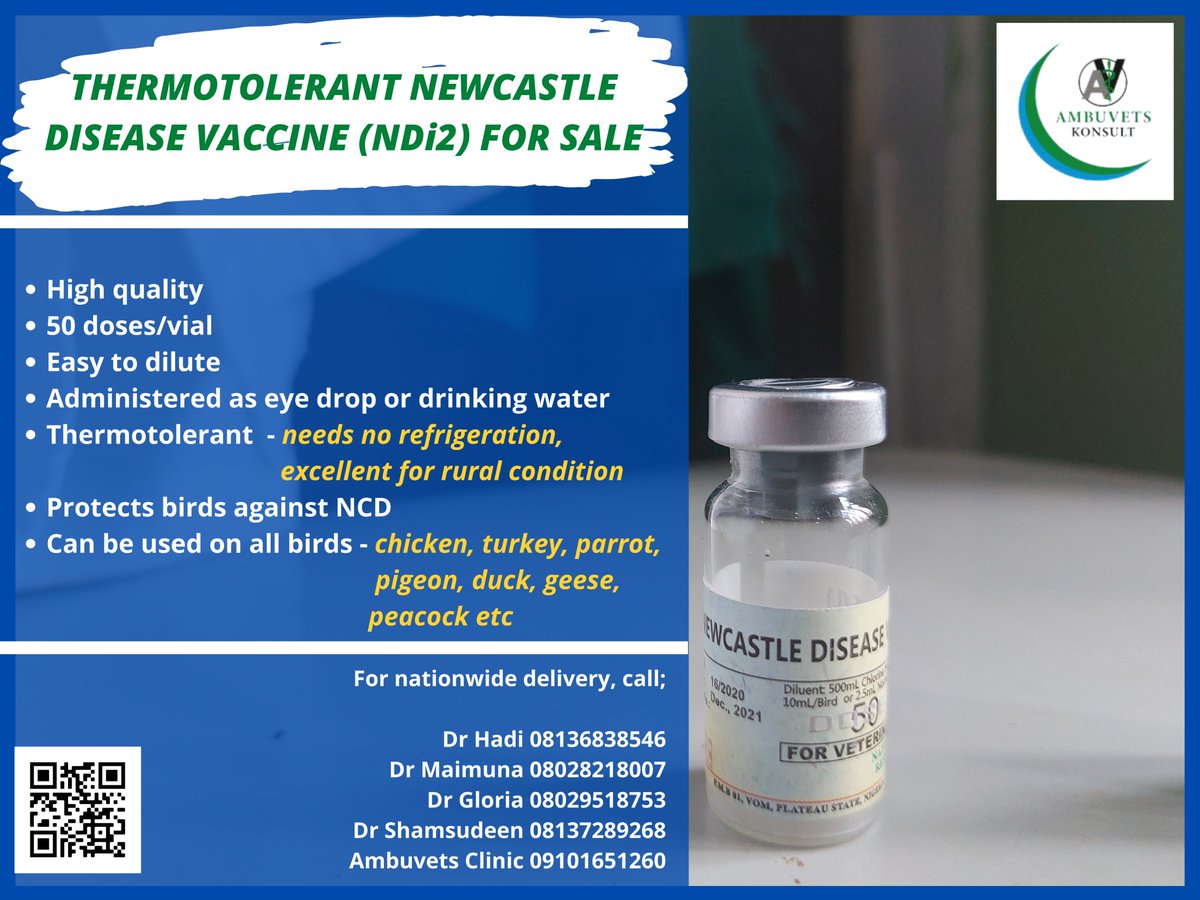 THERMOTOLERANT NEWCASTLE
DISEASE VACCINE (NDi2) FOR SALE
AMBUVETS
KONSULT
• High quality
• 50 doses/vial
• Easy to dilute
• Administered as eye drop or drinking water
• Thermotolerant - needs no refrigeration,
excellent for rural condition
• Protects birds against NCD
• Can be used on all birds - chicken, turkey, parrot,
pigeon, duck, geese,
peacock etc
For nationwide delivery, call;
Dr Hadi 08136838546
Dr Maimuna 08028218007
Dr Gloria 08029518753
Dr Shamsudeen 08137289268
Ambuvets Clinic 09101651260
EWCASTLE DISEASE
16/2020
Dec., 2021
Diluent: 500mL Chlorine
10mL/Bird or 2.5mL
50
FOR VETERIN
VOM, PLATEAU STATE, NIGE